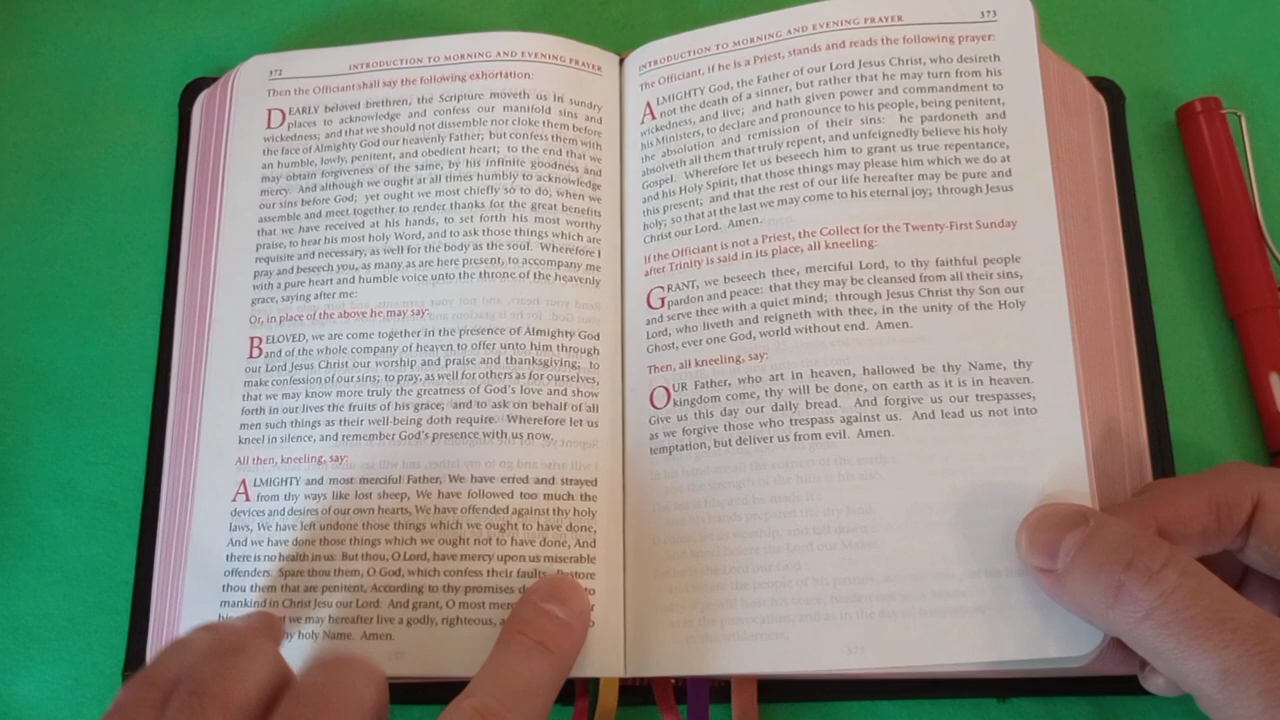 372
INTRODUCTION TO MORNING AND EVENING PRAYER
Then the Officiant shall say the following exhortation:
DEARLY beloved brethren, the Scripture moveth us in sundry
places to acknowledge and confess our manifold sins and
wickedness; and that we should not dissemble nor cloke them before
the face of Almighty God our heavenly Father; but confess them with
an humble, lowly, penitent, and obedient heart; to the end that we
may obtain forgiveness of the same, by his infinite goodness and
mercy. And although we ought at all times humbly to acknowledge
our sins before God; yet ought we most chiefly so to do, when we
assemble and meet together to render thanks for the great benefits
that we have received at his hands, to set forth his most worthy
praise, to hear his most holy Word, and to ask those things which are
requisite and necessary, as well for the body as the soul. Wherefore I
pray and beseech you, as many as are here present, to accompany me
with a pure heart and humble voice unto the throne of the heavenly
grace, saying after me:
Or, in place of the above he may say:
BELOVED, we are come together in the presence of Almighty God
and of the whole company of heaven to offer unto him through
our Lord Jesus Christ our worship and praise and thanksgiving; to
make confession of our sins; to pray, as well for others as for ourselves,
that we may know more truly the greatness of God's love and show
forth in our lives the fruits of his grace; and to ask on behalf of all
men such things as their well-being doth require. Wherefore let us
kneel in silence, and remember God's presence with us now.
All then, kneeling, say:
ALMIGHTY and most merciful Father, We have erred and strayed
from thy ways like lost sheep, We have followed too much the
devices and desires of our own hearts, We have offended against thy holy
laws, We have left undone those things which we ought to have done,
And we have done those things which we ought not to have done, And
there is no health in us: But thou, O Lord, have mercy upon us miserable
offenders. Spare thou them, O God, which confess their faults. Restore
thou them that are penitent, According to thy promises
mankind in Christ Jesu our Lord: And grant, O most
we may hereafter live a godly, righteous,
thy holy Name. Amen.
INTRODUCTION TO MORNING AND EVENING PRAYER
373
The Officiant, if he is a Priest, stands and reads the following prayer:
ALMIGHTY God, the Father of our Lord Jesus Christ, who desireth
not the death of a sinner, but rather that he may turn from his
wickedness, and live; and hath given power and commandment to
his Ministers, to declare and pronounce to his people, being penitent,
the absolution and remission of their sins: he pardoneth and
absolveth all them that truly repent, and unfeignedly believe his holy
Gospel. Wherefore let us beseech him to grant us true repentance,
and his Holy Spirit, that those things may please him which we do at
this present; and that the rest of our life hereafter may be pure and
holy; so that at the last we may come to his eternal joy; through Jesus
Christ our Lord. Amen.
If the Officiant is not a Priest, the Collect for the Twenty-First Sunday
after Trinity is said in its place, all kneeling:
GRANT, we beseech thee, merciful Lord, to thy faithful people
pardon and peace: that they may be cleansed from all their sins,
and serve thee with a quiet mind; through Jesus Christ thy Son our
Lord, who liveth and reigneth with thee, in the unity of the Holy
Ghost, ever one God, world without end. Amen.
Then, all kneeling, say:
OUR Father, who art in heaven, hallowed be thy Name, thy
kingdom come, thy will be done, on earth as it is in heaven.
Give us this day our daily bread. And forgive us our trespasses,
as we forgive those who trespass against us. And lead us not into
temptation, but deliver us from evil. Amen.